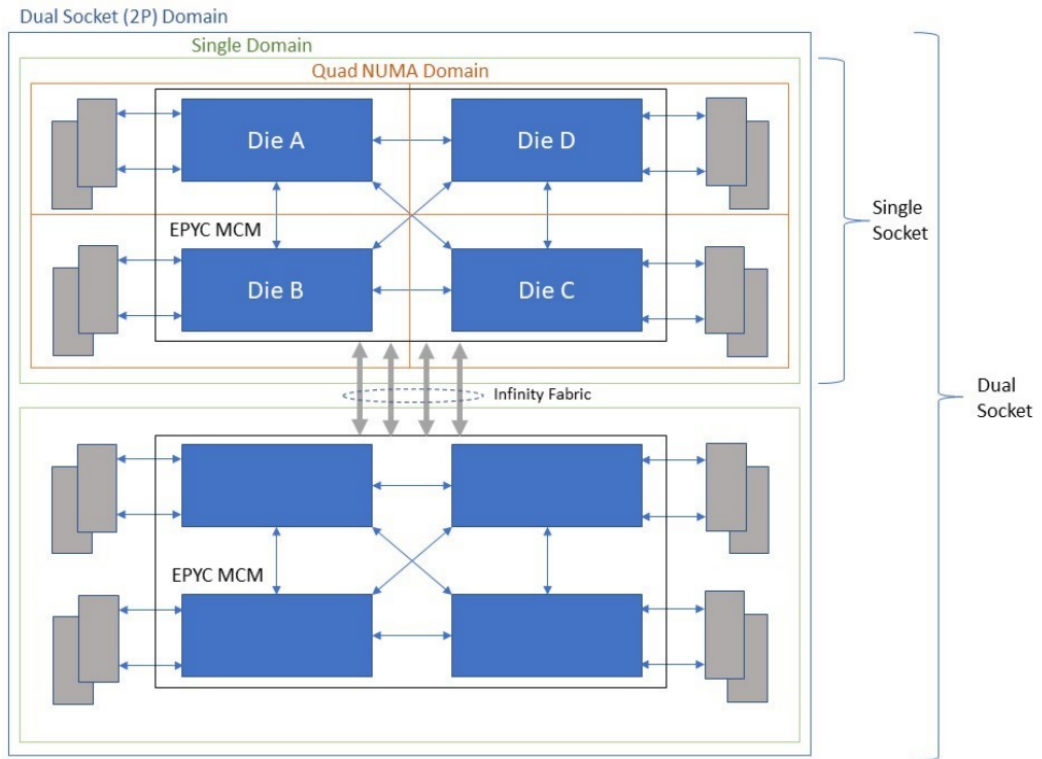 Dual Socket (2P) Domain
Single Domain
Quad NUMA Domain
Die A
Die D
EPYC MCM
Die B
Die C
Single
Socket
Infinity Fabric
Dual
Socket
EPYC MCM